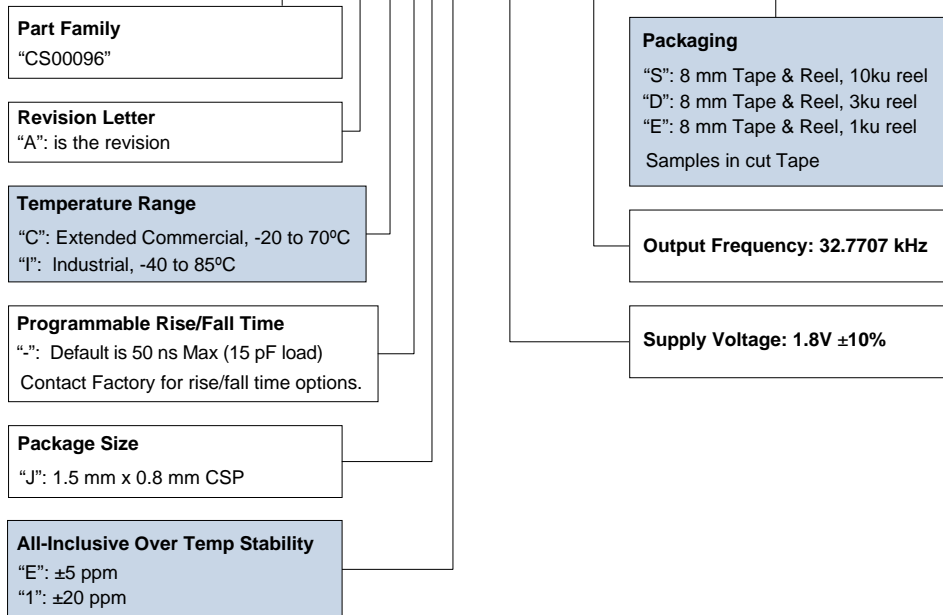 Part Family
“CS00096”
Revision Letter
“A”: is the revision
Temperature Range
“C”: Extended Commercial, -20 to 70ºC
“I”: Industrial, -40 to 85ºC
Programmable Rise/Fall Time
“-”: Default is 50 ns Max (15 pF load)
Contact Factory for rise/fall time options.
Package Size
“J”: 1.5 mm x 0.8 mm CSP
All-Inclusive Over Temp Stability
“E”: ±5 ppm
“1”: ±20 ppm
Packaging
“S”: 8 mm Tape & Reel, 10ku reel
“D”: 8 mm Tape & Reel, 3ku reel
“E”: 8 mm Tape & Reel, 1ku reel
Samples in cut Tape
Output Frequency: 32.7707 kHz
Supply Voltage: 1.8V ±10%